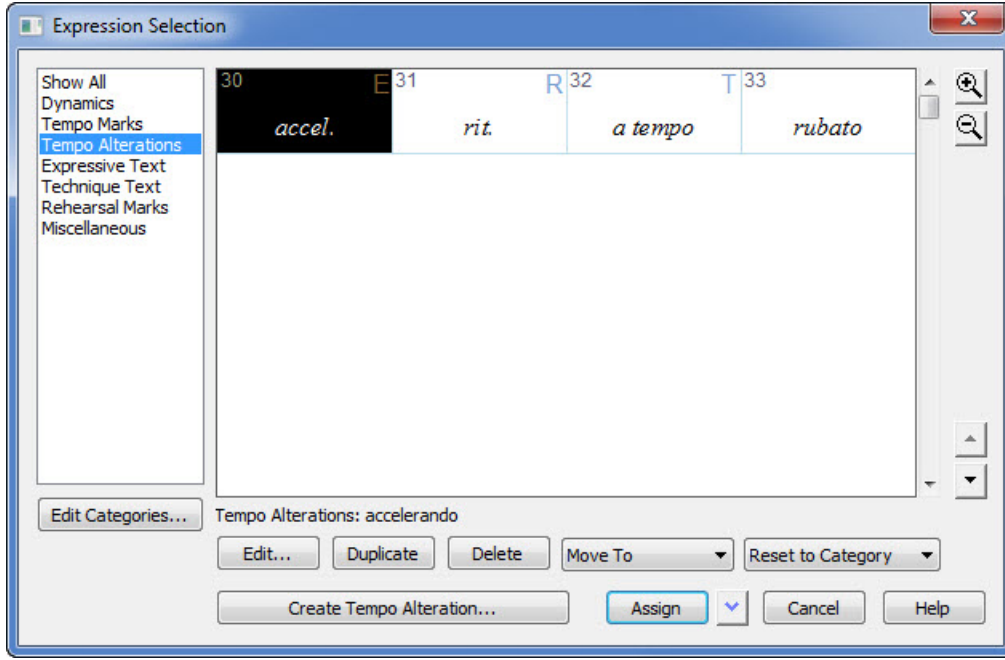 Expression Selection
Show All
Dynamics
Tempo Marks
Tempo Alterations
Expressive Text
Technique Text
Rehearsal Marks
Miscellaneous
30 E 31 R 32 T 33
accel. rit. a tempo rubato
Edit Categories...
Tempo Alterations: accelerando
Edit... Duplicate Delete Move To Reset to Category
Create Tempo Alteration... Assign Cancel Help